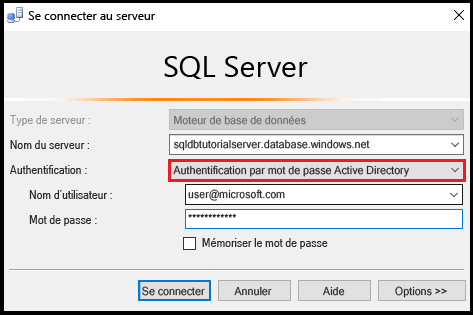 Se connecter au serveur
SQL Server
Type de serveur : Moteur de base de données
Nom du serveur : sqldbtutorialserver.database.windows.net
Authentification : Authentification par mot de passe Active Directory
Nom d'utilisateur : user@microsoft.com
Mot de passe : ************
Mémoriser le mot de passe
Se connecter Annuler Aide Options >>